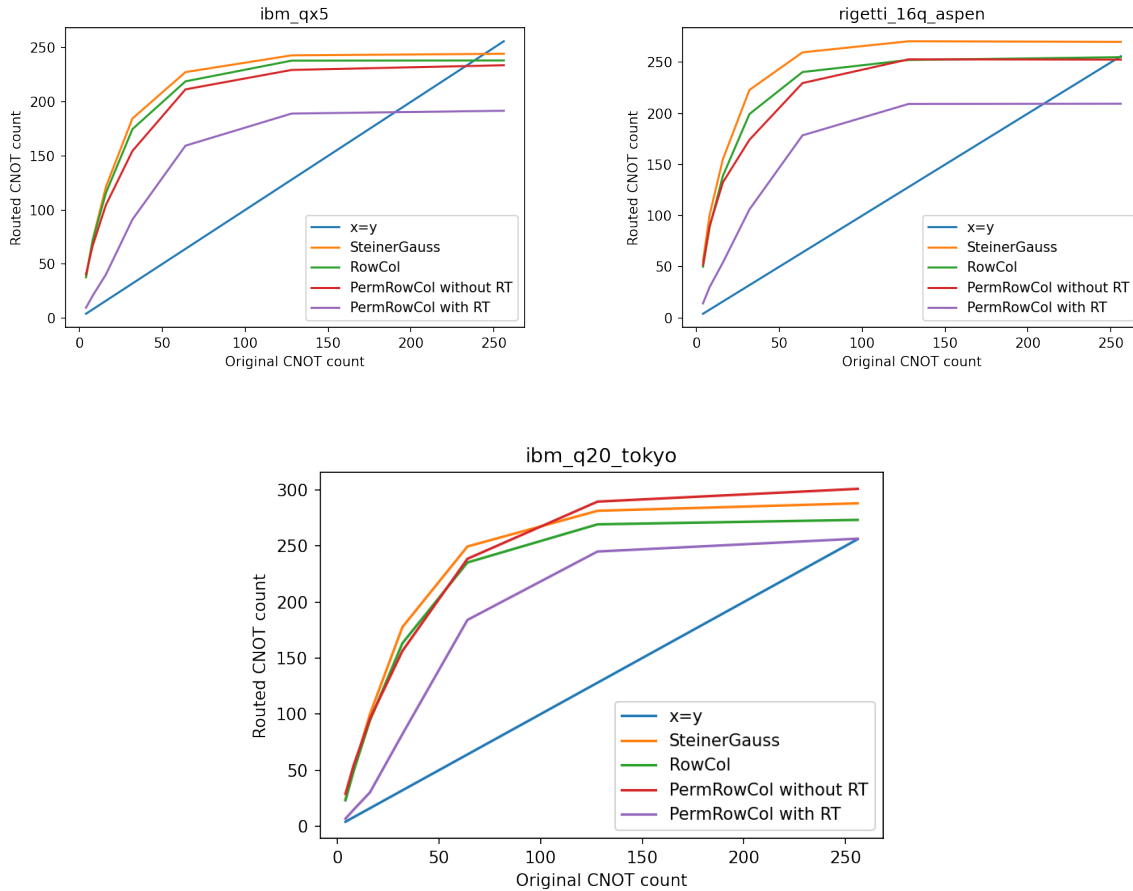 ibm_qx5
250
200
150
100
50
0
Routed CNOT count
x=y
SteinerGauss
RowCol
PermRowCol without RT
PermRowCol with RT
0 50 100 150 200 250
Original CNOT count
rigetti_16q_aspen
250
200
150
100
50
0
Routed CNOT count
x=y
SteinerGauss
RowCol
PermRowCol without RT
PermRowCol with RT
0 50 100 150 200 250
Original CNOT count
ibm_q20_tokyo
300
250
200
150
100
50
0
Routed CNOT count
x=y
SteinerGauss
RowCol
PermRowCol without RT
PermRowCol with RT
0 50 100 150 200 250
Original CNOT count